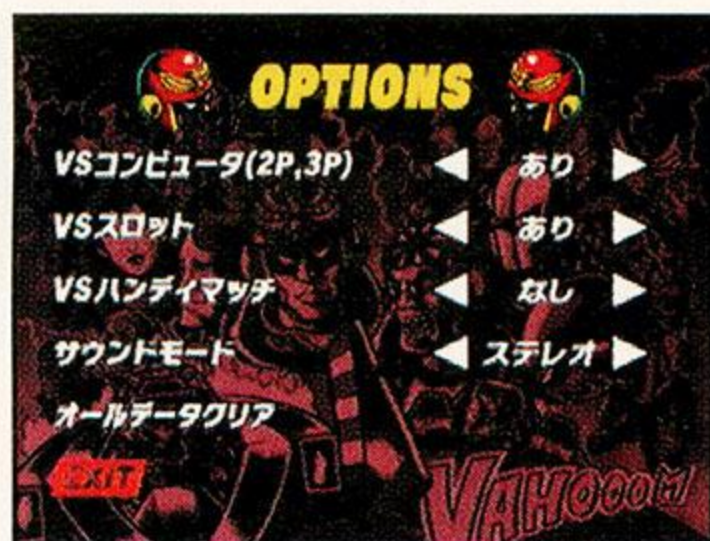 OPTIONS
VSコンピュータ(2P,3P) ◀ あり ▶
VSスロット ◀ あり ▶
VSハンディマッチ ◀ なし ▶
サウンドモード ◀ ステレオ ▶
オールデータクリア
EXIT
VAHOOOM